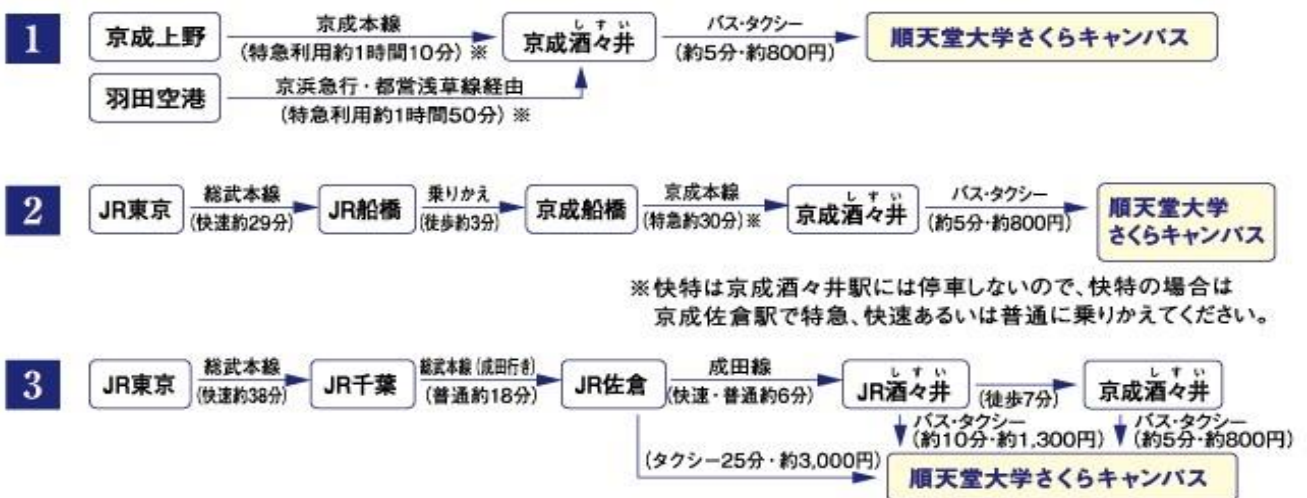 1
京成上野
京成本線
(特急利用約1時間10分)※
しすい
京成酒々井
バス・タクシー
(約5分・約800円)
順天堂大学さくらキャンパス
羽田空港
京浜急行・都営浅草線経由
(特急利用約1時間50分)※
2
JR東京
総武本線
(快速約29分)
JR船橋
乗りかえ
(徒歩約3分)
京成船橋
京成本線
(特急約30分)※
しすい
京成酒々井
バス・タクシー
(約5分・約800円)
順天堂大学
さくらキャンパス
※快特は京成酒々井駅には停車しないので、快特の場合は
京成佐倉駅で特急、快速あるいは普通に乗りかえてください。
3
JR東京
総武本線
(快速約38分)
JR千葉
総武本線(成田行き)
(普通約18分)
JR佐倉
成田線
(快速・普通約6分)
しすい
JR酒々井
(徒歩7分)
しすい
京成酒々井
バス・タクシー
(約10分・約1,300円)
バス・タクシー
(約5分・約800円)
(タクシー25分・約3,000円)
順天堂大学さくらキャンパス